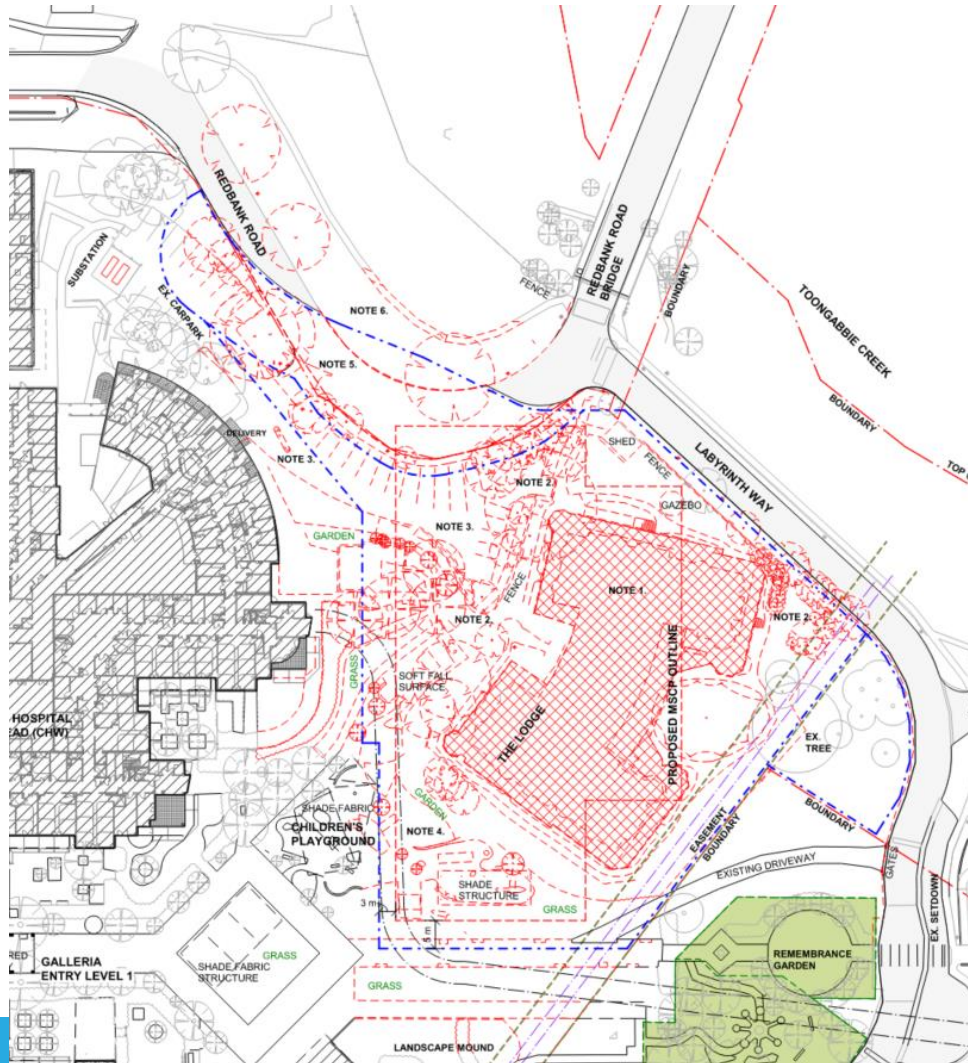 REDBANK ROAD
REDBANK ROAD
BRIDGE
SUBSTATION
FENCE
BOUNDARY
TOONGABBIE
CREEK
EX. CARPARK
NOTE 6.
NOTE 5.
BOUNDARY
DELIVERY
NOTE 3.
SHED
FENCE
LABYRINTH WAY
TOP
NOTE 2.
GAZEBO
NOTE 3.
GARDEN
FENCE
NOTE 1.
NOTE 2.
NOTE 2.
GRASS
SOFT FALL
SURFACE
PROPOSED MSCP OUTLINE
THE LODGE
HOSPITAL
EAD (CHW)
EX.
TREE
SHADE FABRIC
CHILDREN'S
PLAYGROUND
GARDEN
NOTE 4.
EASEMENT
BOUNDARY
BOUNDARY
EXISTING DRIVEWAY
GATES
SHADE
STRUCTURE
3 m
5 m
GRASS
EX. SETDOWN
RED
GALLERIA
ENTRY LEVEL 1
SHADE FABRIC
STRUCTURE
GRASS
GRASS
REMEMBRANCE
GARDEN
LANDSCAPE MOUND